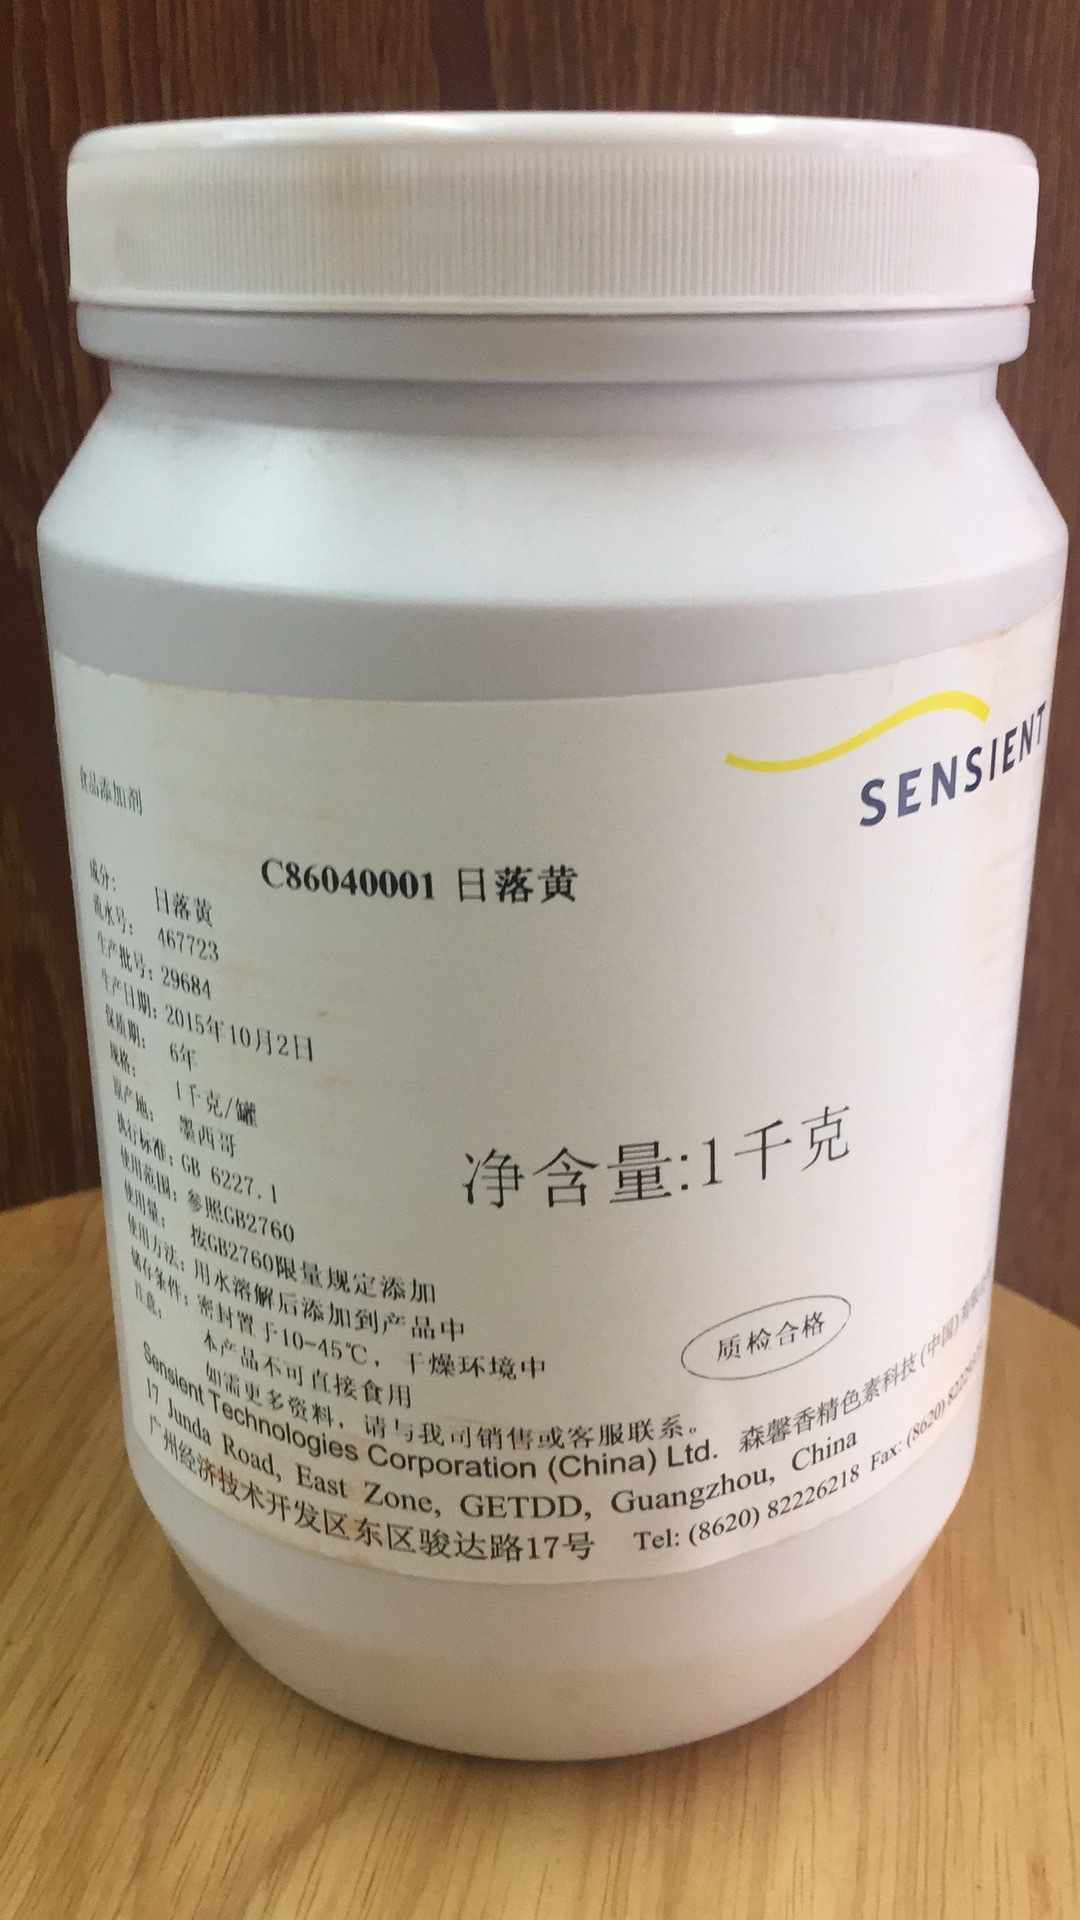 SENSIENT
食品添加剂
C86040001 日落黄
成分: 日落黄
流水号: 467723
生产批号: 29684
生产日期: 2015年10月2日
保质期: 6年
规格: 1千克/罐
原产地: 墨西哥
执行标准: GB 6227.1
使用范围: 参照GB2760
使用量: 按GB2760限量规定添加
使用方法: 用水溶解后添加到产品中
储存条件: 密封置于10-45℃，干燥环境中
注意: 本产品不可直接食用
如需更多资料，请与我司销售或客服联系。
净含量:1千克
质检合格
Sensient Technologies Corporation (China) Ltd. 森馨香精色素科技(中国)有限
17 Junda Road, East Zone, GETDD, Guangzhou, China
广州经济技术开发区东区骏达路17号 Tel: (8620) 82226218 Fax: (8620)